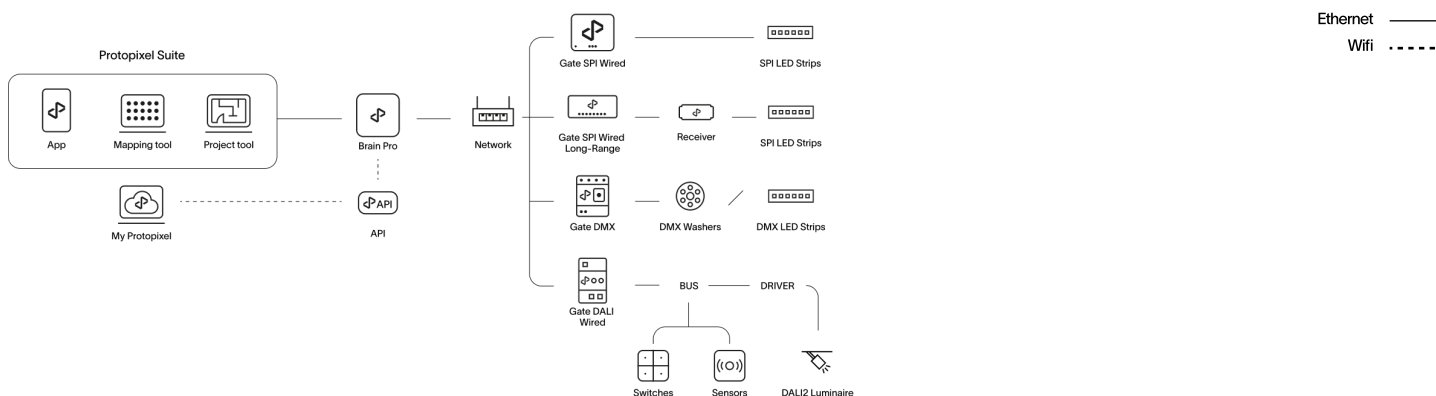 Ethernet
Wifi
Protopixel Suite
App
Mapping tool
Project tool
Brain Pro
Network
Gate SPI Wired
SPI LED Strips
Gate SPI Wired
Long-Range
Receiver
SPI LED Strips
My Protopixel
API
API
Gate DMX
DMX Washers
DMX LED Strips
Gate DALI
Wired
BUS
DRIVER
Switches
Sensors
DALI2 Luminaire